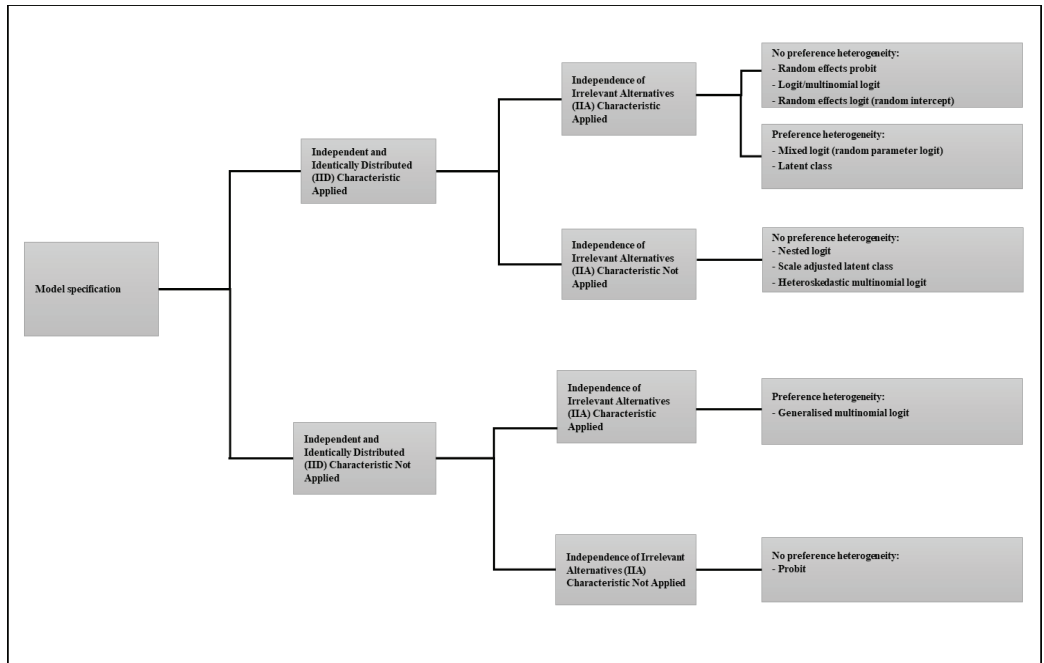 Model specification
Independent and
Identically Distributed
(IID) Characteristic
Applied
Independence of
Irrelevant Alternatives
(IIA) Characteristic
Applied
No preference heterogeneity:
- Random effects probit
- Logit/multinomial logit
- Random effects logit (random intercept)
Preference heterogeneity:
- Mixed logit (random parameter logit)
- Latent class
Independence of
Irrelevant Alternatives
(IIA) Characteristic Not
Applied
No preference heterogeneity:
- Nested logit
- Scale adjusted latent class
- Heteroskedastic multinomial logit
Independent and
Identically Distributed
(IID) Characteristic Not
Applied
Independence of
Irrelevant Alternatives
(IIA) Characteristic
Applied
Preference heterogeneity:
- Generalised multinomial logit
Independence of Irrelevant
Alternatives (IIA)
Characteristic Not Applied
No preference heterogeneity:
- Probit